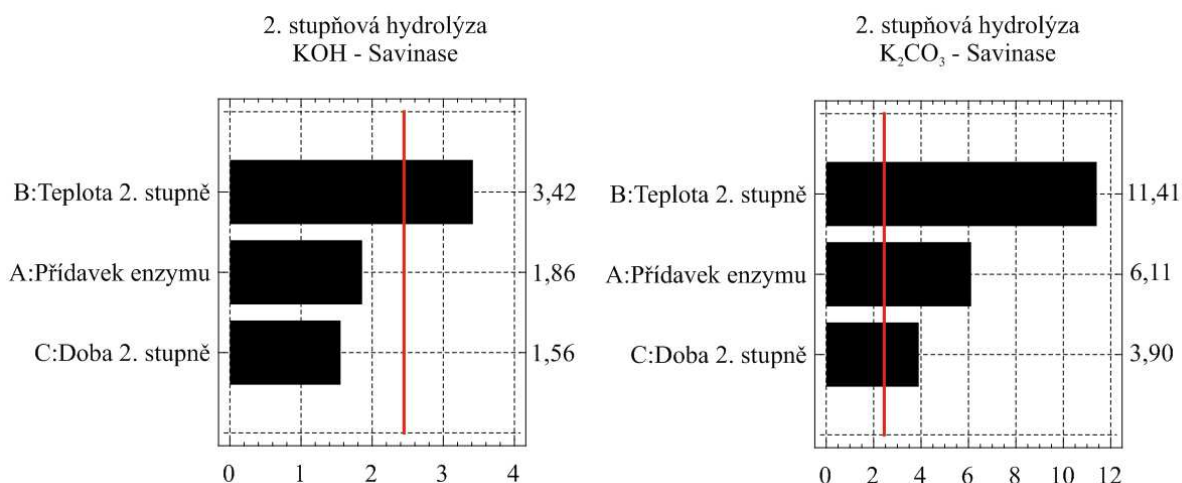 2. stupňová hydrolýza
KOH - Savinase
B:Teplota 2. stupně
3,42
A:Přídavek enzymu
1,86
C:Doba 2. stupně
1,56
0 1 2 3 4
2. stupňová hydrolýza
K₂CO₃ - Savinase
B:Teplota 2. stupně
11,41
A:Přídavek enzymu
6,11
C:Doba 2. stupně
3,90
0 2 4 6 8 10 12